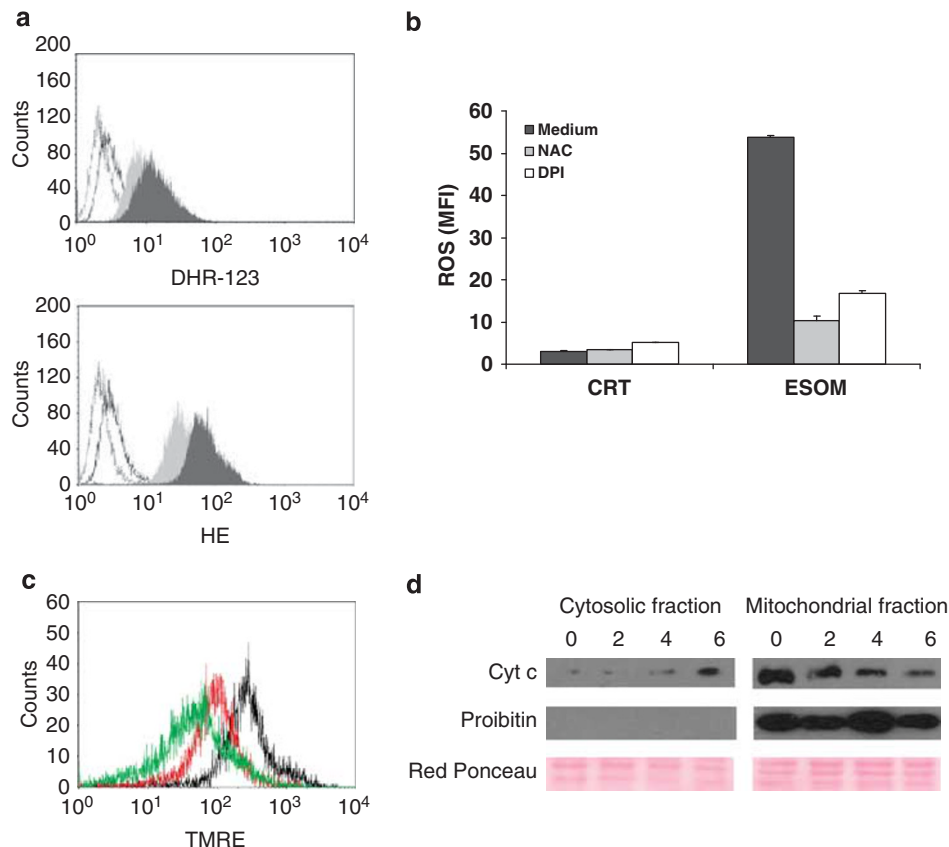 a
200
160
120
80
40
0
Counts
10⁰ 10¹ 10² 10³ 10⁴
DHR-123
200
160
120
80
40
0
Counts
10⁰ 10¹ 10² 10³ 10⁴
HE
b
60
50
40
30
20
10
0
ROS (MFI)
Medium
NAC
DPI
CRT ESOM
c
60
50
40
30
20
10
0
Counts
10⁰ 10¹ 10² 10³ 10⁴
TMRE
d
Cytosolic fraction Mitochondrial fraction
0 2 4 6 0 2 4 6
Cyt c
Proibitin
Red Ponceau